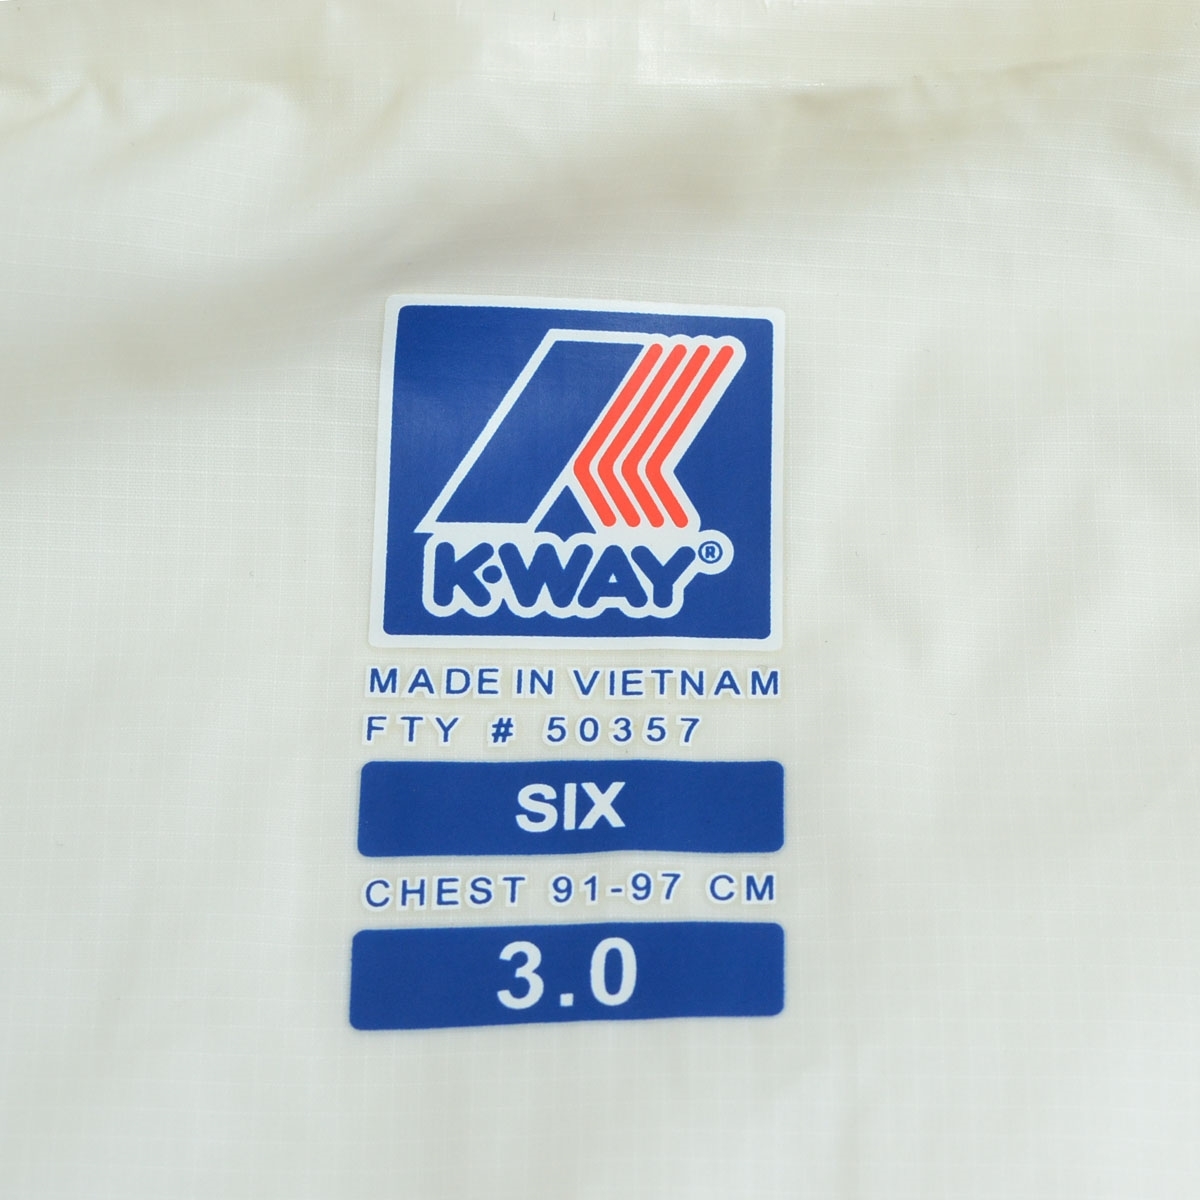 K·WAY®
MADE IN VIETNAM
FTY # 50357
SIX
CHEST 91-97 CM
3.0